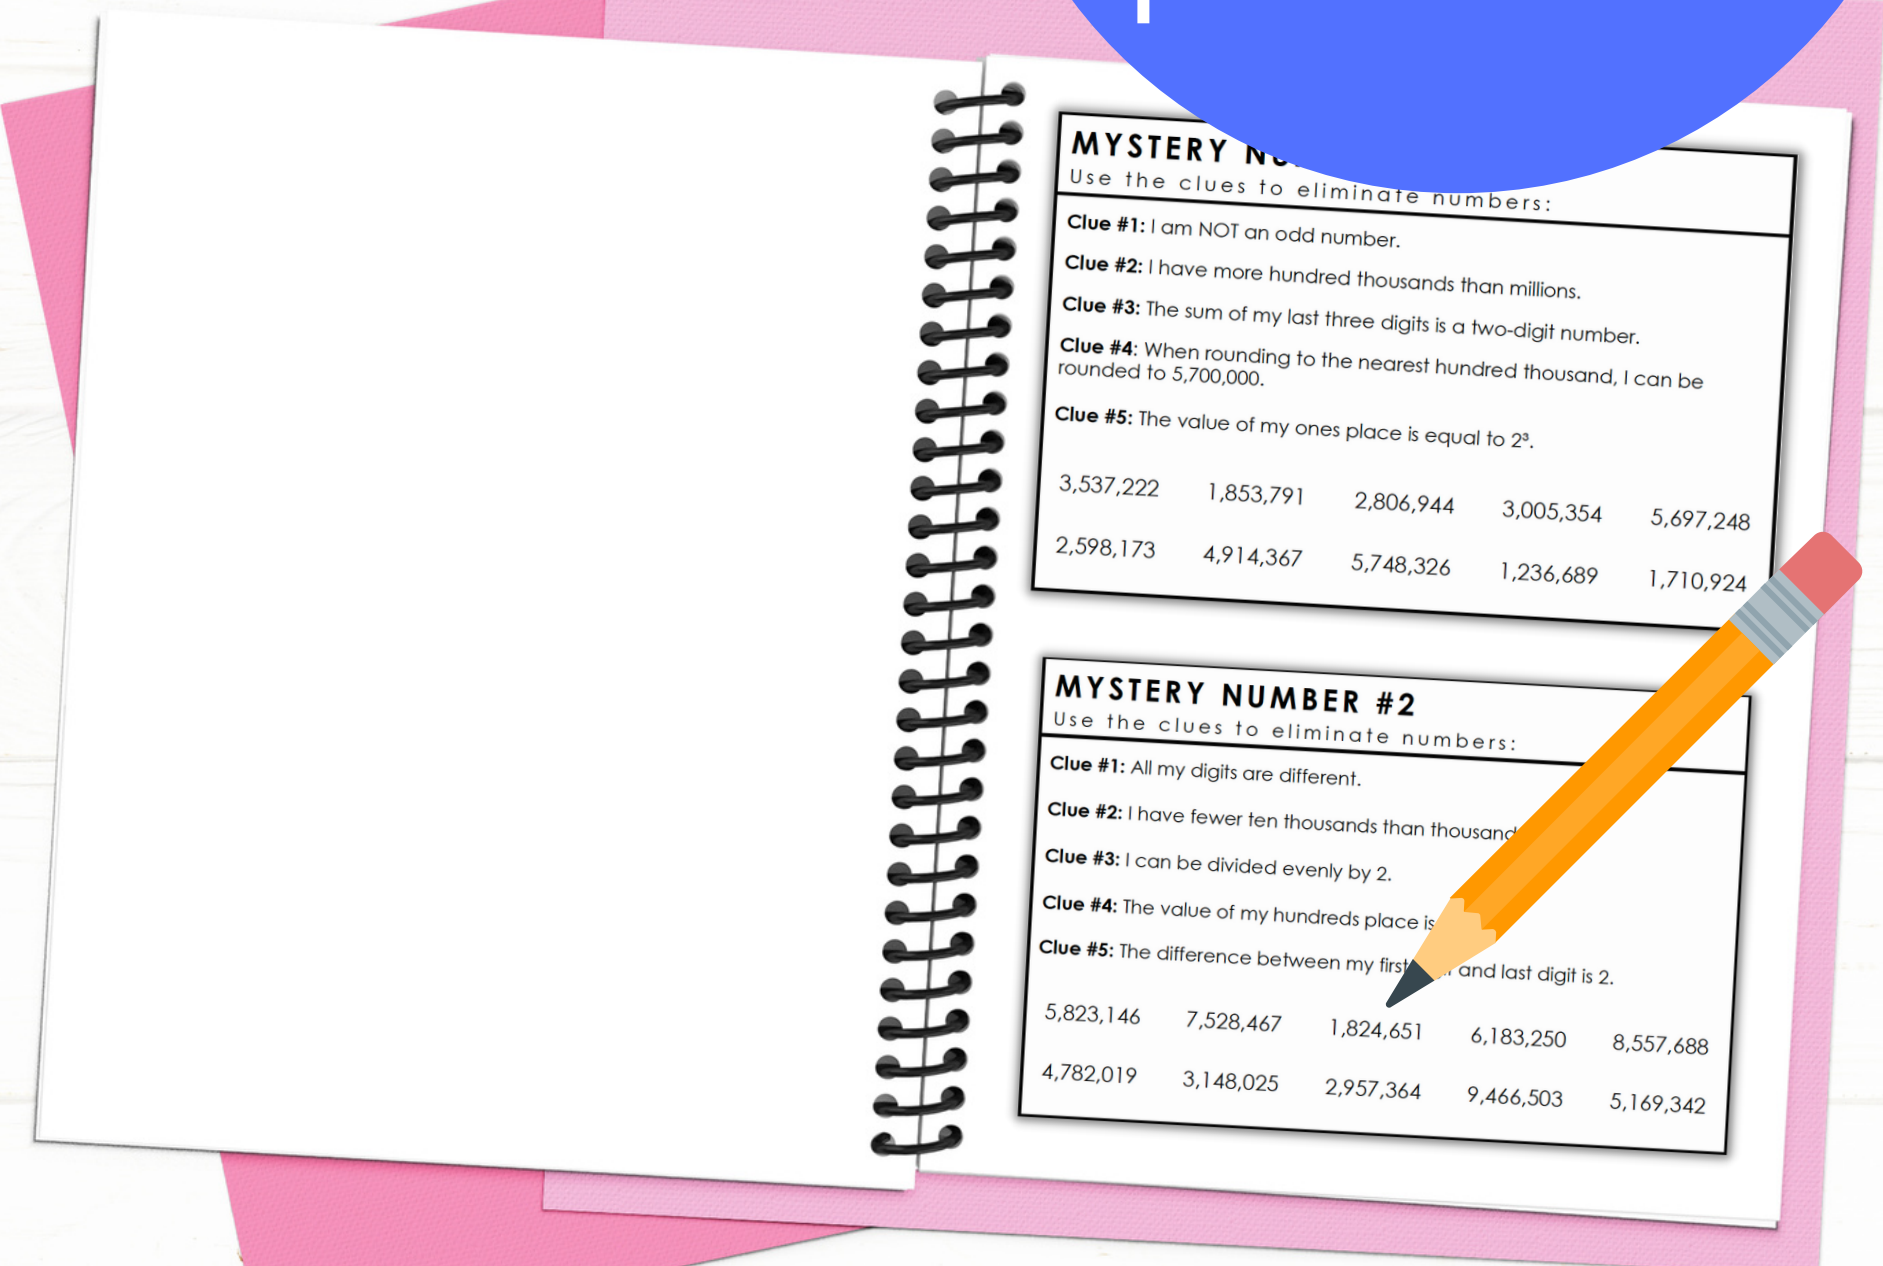 MYSTERY
Use the clues to eliminate numbers:
Clue #1: I am NOT an odd number.
Clue #2: I have more hundred thousands than millions.
Clue #3: The sum of my last three digits is a two-digit number.
Clue #4: When rounding to the nearest hundred thousand, I can be
rounded to 5,700,000.
Clue #5: The value of my ones place is equal to 2³.
3,537,222 1,853,791 2,806,944 3,005,354 5,697,248
2,598,173 4,914,367 5,748,326 1,236,689 1,710,924
MYSTERY NUMBER #2
Use the clues to eliminate numbers:
Clue #1: All my digits are different.
Clue #2: I have fewer ten thousands than
Clue #3: I can be divided evenly by 2.
Clue #4: The value of my hundreds place is
Clue #5: The difference between my first and last digit is 2.
5,823,146 7,528,467 1,824,651 6,183,250 8,557,688
4,782,019 3,148,025 2,957,364 9,466,503 5,169,342